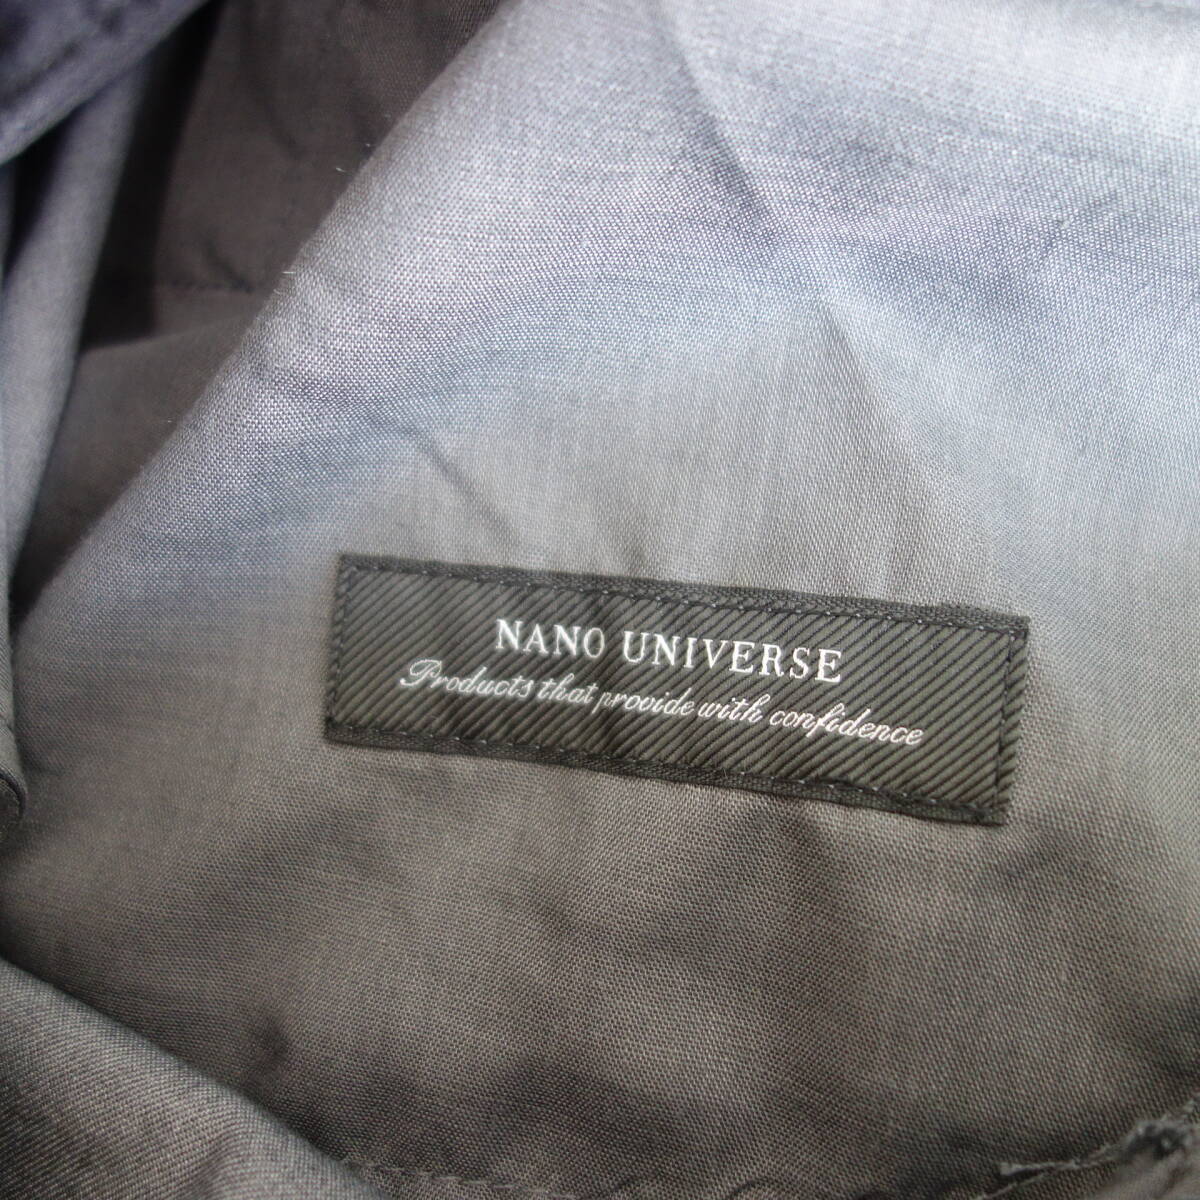 NANO UNIVERSE
Products that provide with confidence